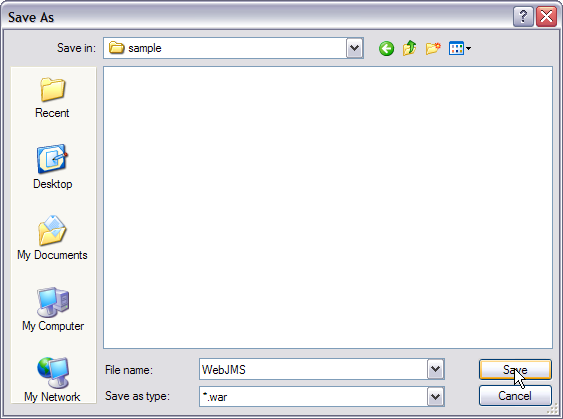 Save As
Save in: sample
Recent
Desktop
My Documents
My Computer
My Network
File name: WebJMS Save
Save as type: *.war Cancel